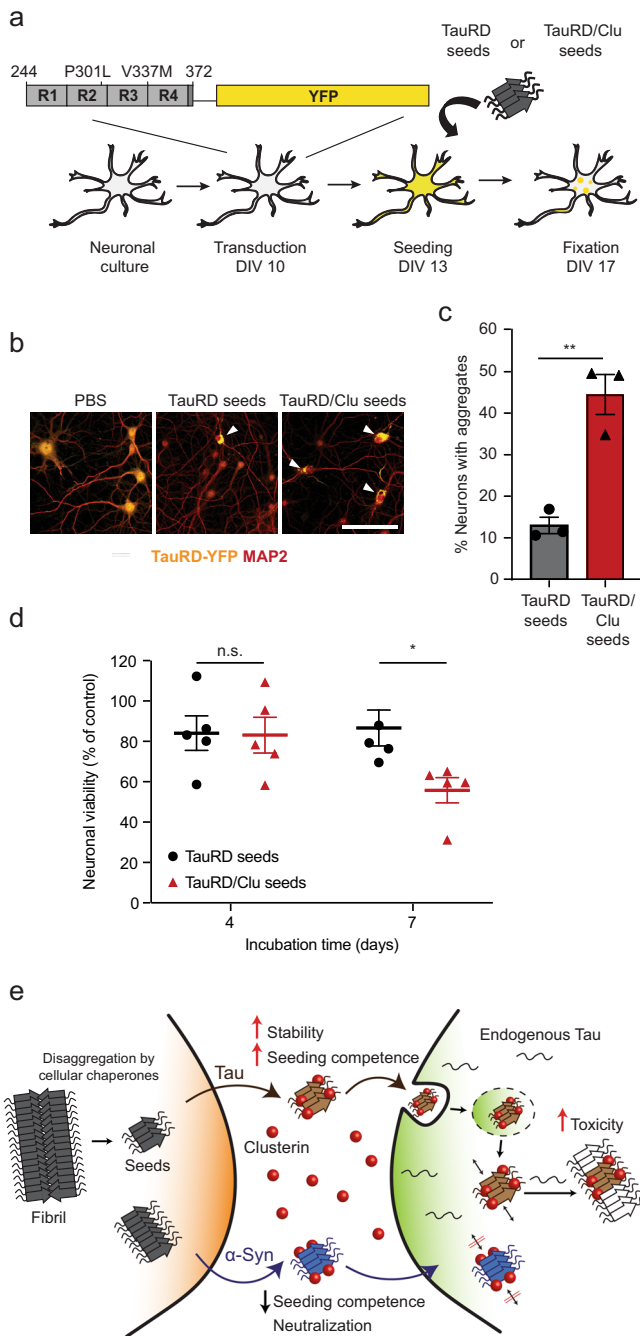 a
TauRD
seeds
or
TauRD/Clu
seeds
244
P301L
V337M
372
R1
R2
R3
R4
YFP
Neuronal
culture
Transduction
DIV 10
Seeding
DIV 13
Fixation
DIV 17
b
PBS
TauRD seeds
TauRD/Clu seeds
TauRD-YFP MAP2
c
% Neurons with aggregates
60
50
40
30
20
10
0
**
TauRD
seeds
TauRD/
Clu
seeds
d
Neuronal viability (% of control)
120
100
80
60
40
20
0
n.s.
*
TauRD seeds
TauRD/Clu seeds
4
7
Incubation time (days)
e
Disaggregation by
cellular chaperones
Fibril
Seeds
Tau
Stability
Seeding competence
Clusterin
α-Syn
Seeding competence
Neutralization
Endogenous Tau
Toxicity